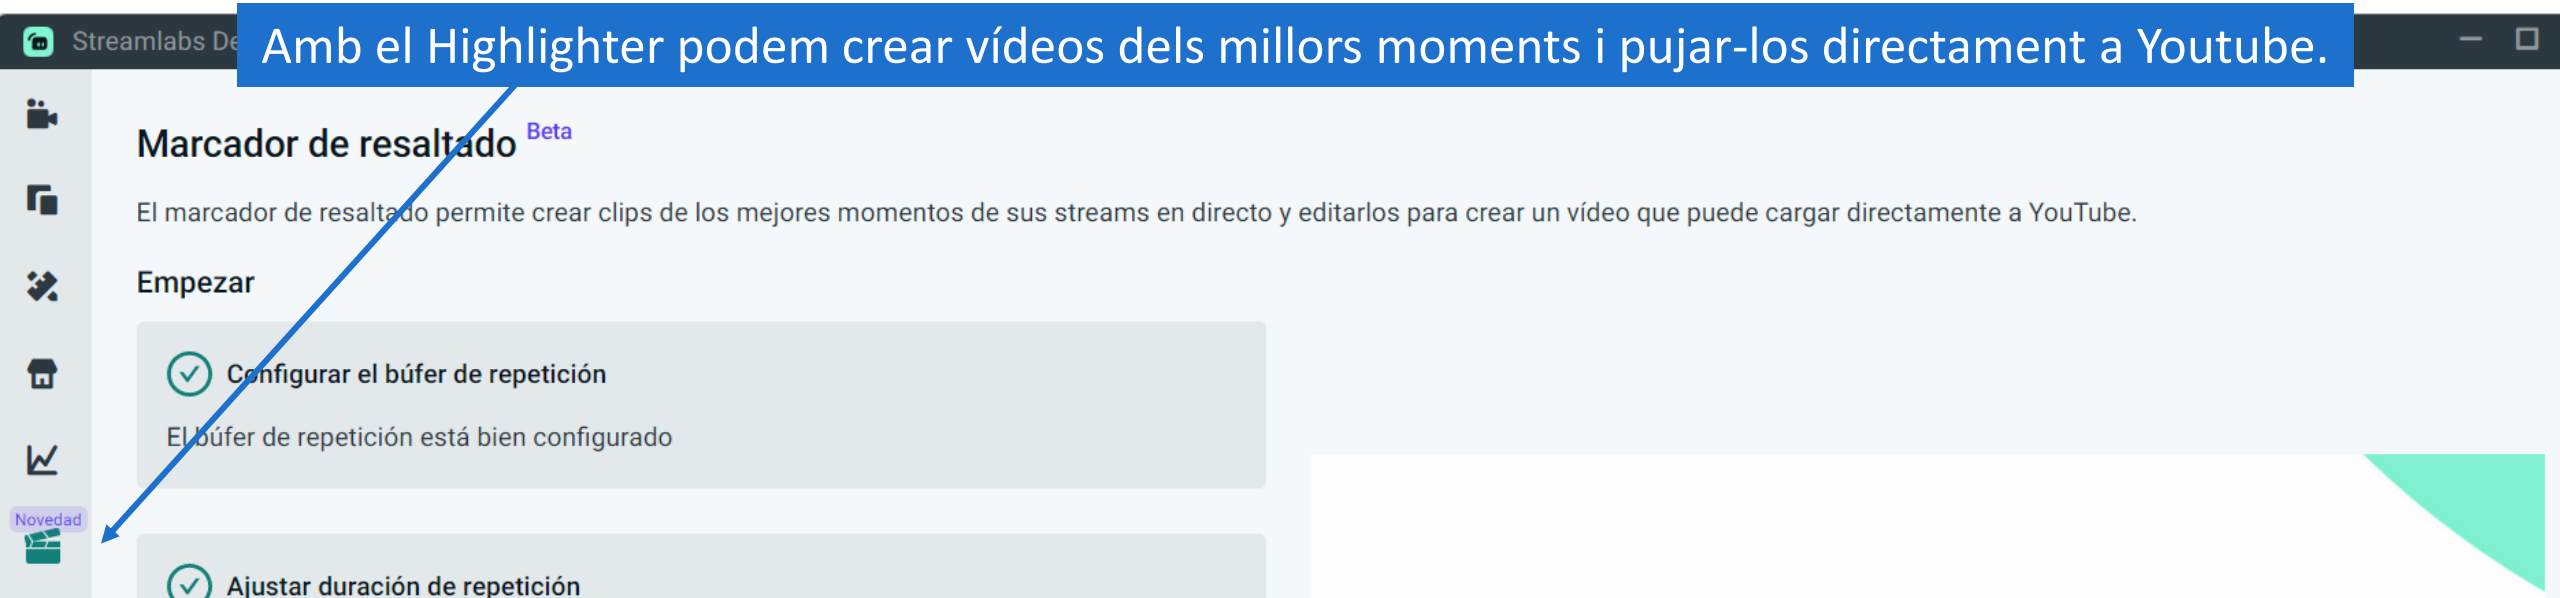 Streamlabs De
Amb el Highlighter podem crear vídeos dels millors moments i pujar-los directament a Youtube.
Marcador de resaltado Beta
El marcador de resaltado permite crear clips de los mejores momentos de sus streams en directo y editarlos para crear un vídeo que puede cargar directamente a YouTube.
Empezar
Configurar el búfer de repetición
El búfer de repetición está bien configurado
Novedad
Ajustar duración de repetición